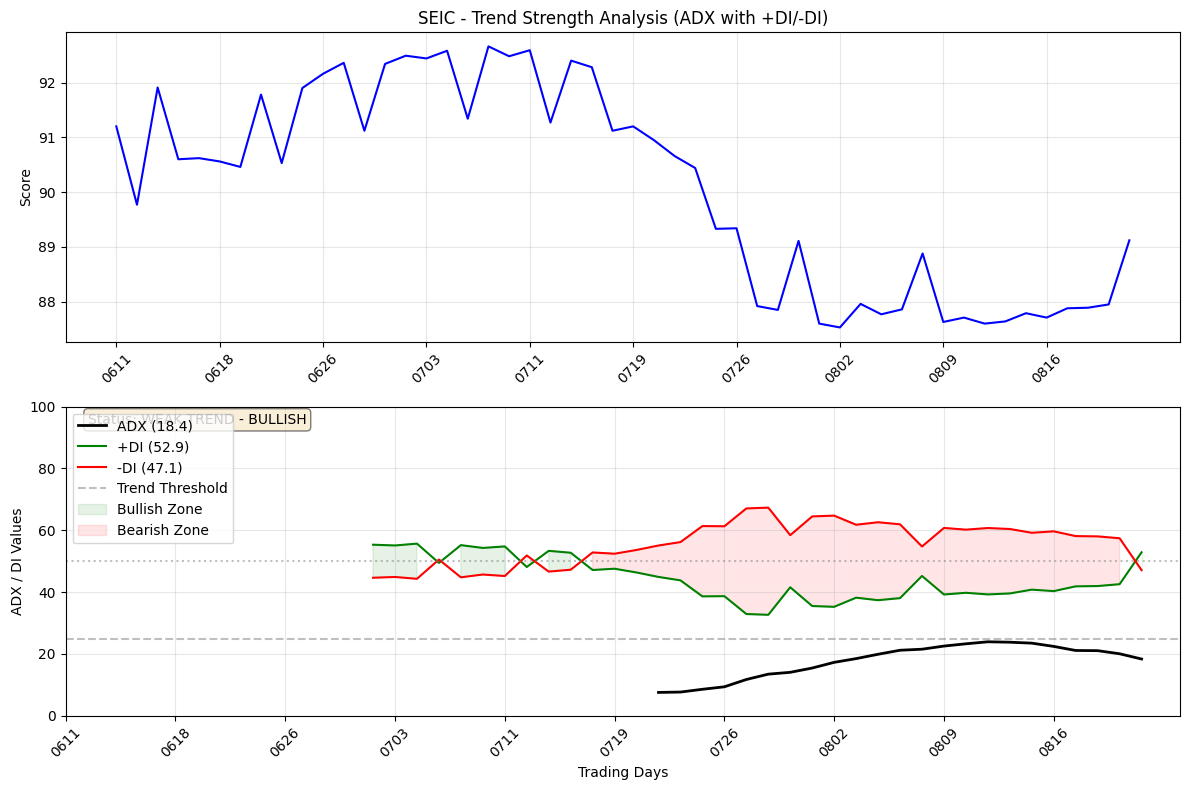 SEIC - Trend Strength Analysis (ADX with +DI/-DI)
Score
92
91
90
89
88
0611
0618
0626
0703
0711
0719
0726
0802
0809
0816
Status: WEAK TREND - BULLISH
ADX (18.4)
+DI (52.9)
-DI (47.1)
Trend Threshold
Bullish Zone
Bearish Zone
ADX / DI Values
100
80
60
40
20
0
0611
0618
0626
0703
0711
0719
0726
0802
0809
0816
Trading Days